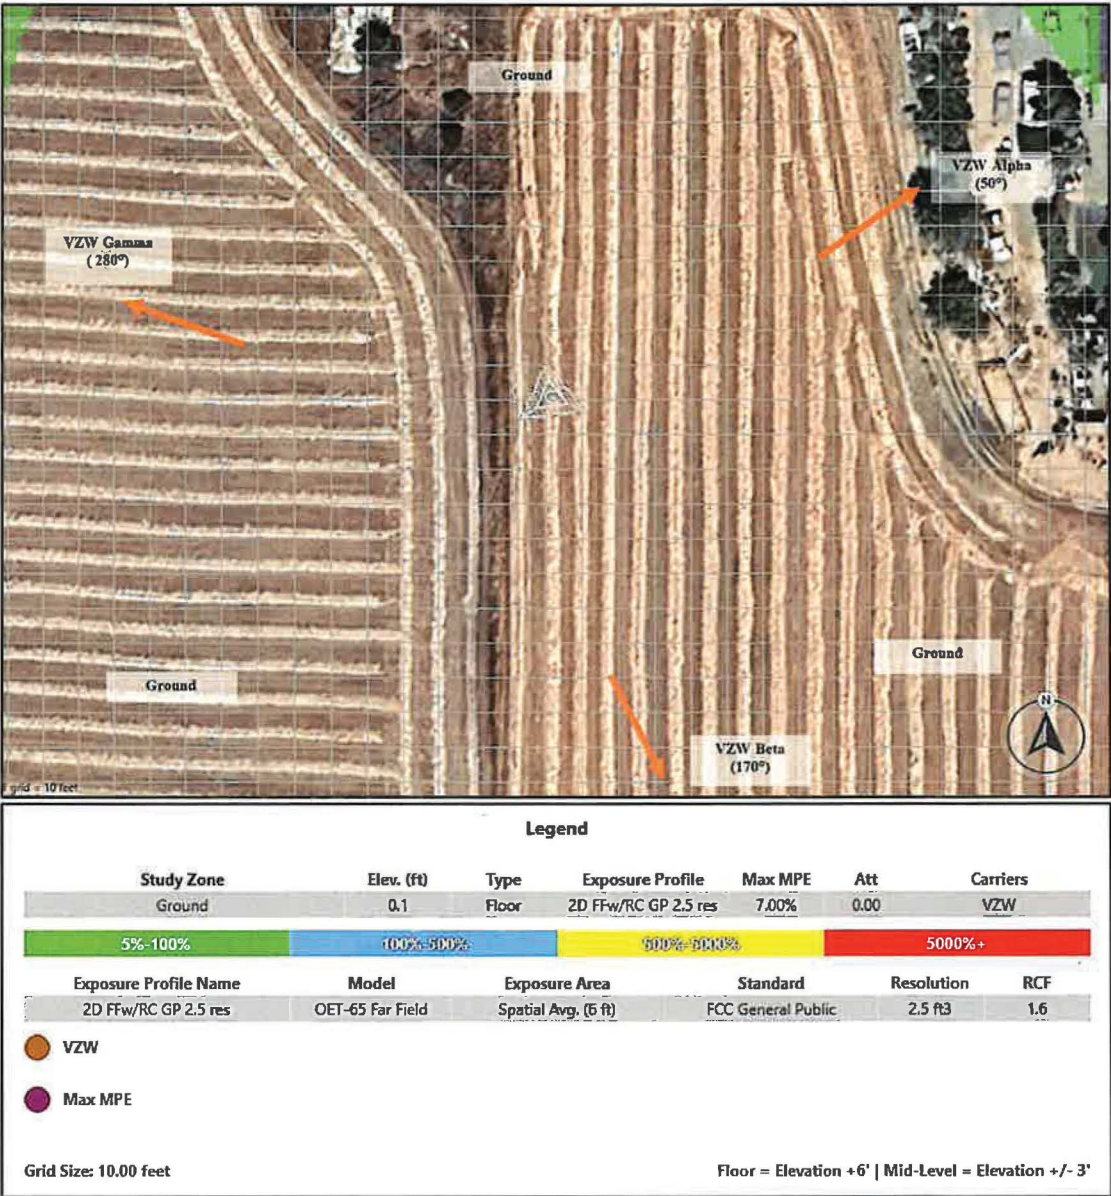 Ground
VZW Alpha
(50°)
VZW Gamma
( 280°)
Ground
Ground
N
VZW Beta
(170°)
grid = 10 feet
Legend
Study Zone Elev. (ft) Type Exposure Profile Max MPE Att Carriers
Ground 0.1 Floor 2D FFw/RC GP 2.5 res 7.00% 0.00 VZW
5%-100% 100%-500% 500%-5000% 5000%+
Exposure Profile Name Model Exposure Area Standard Resolution RCF
2D FFw/RC GP 2.5 res OET-65 Far Field Spatial Avg. (6 ft) FCC General Public 2.5 ft3 1.6
VZW
Max MPE
Grid Size: 10.00 feet Floor = Elevation +6' | Mid-Level = Elevation +/- 3'